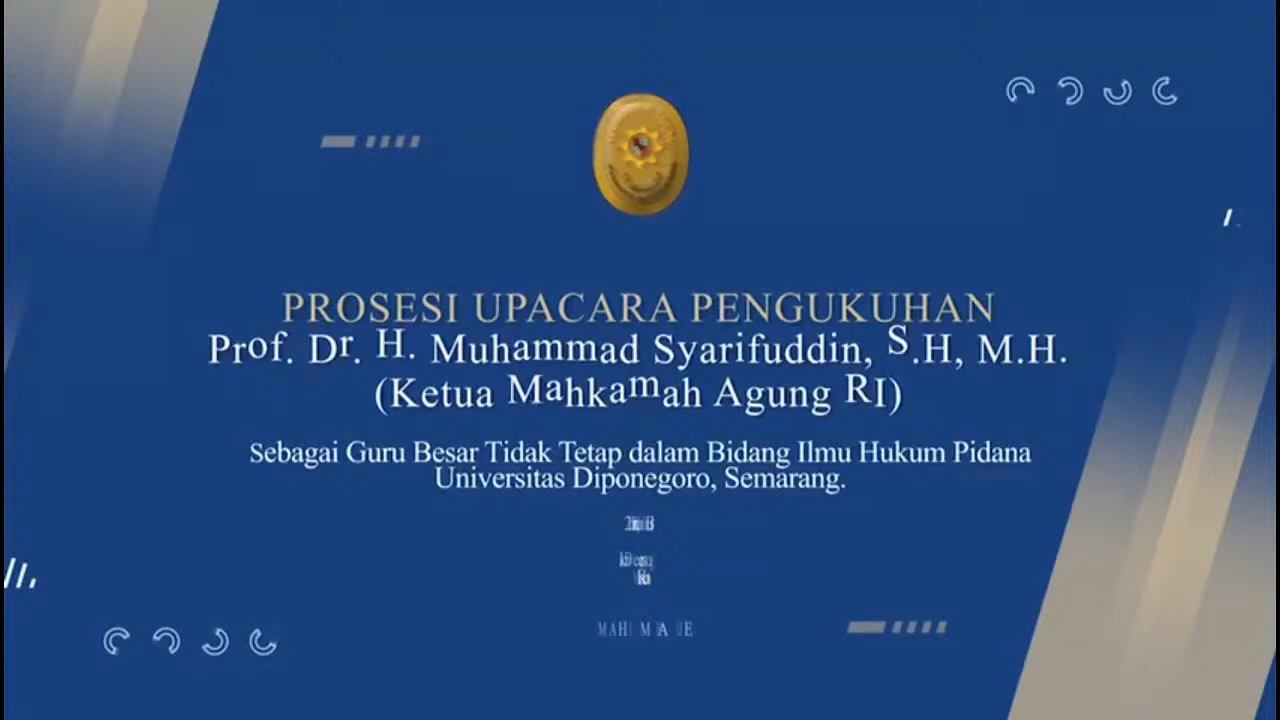 PROSESI UPACARA PENGUKUHAN
Prof. Dr. H. Muhammad Syarifuddin, S.H, M.H.
(Ketua Mahkamah Agung RI)
Sebagai Guru Besar Tidak Tetap dalam Bidang Ilmu Hukum Pidana
Universitas Diponegoro, Semarang.